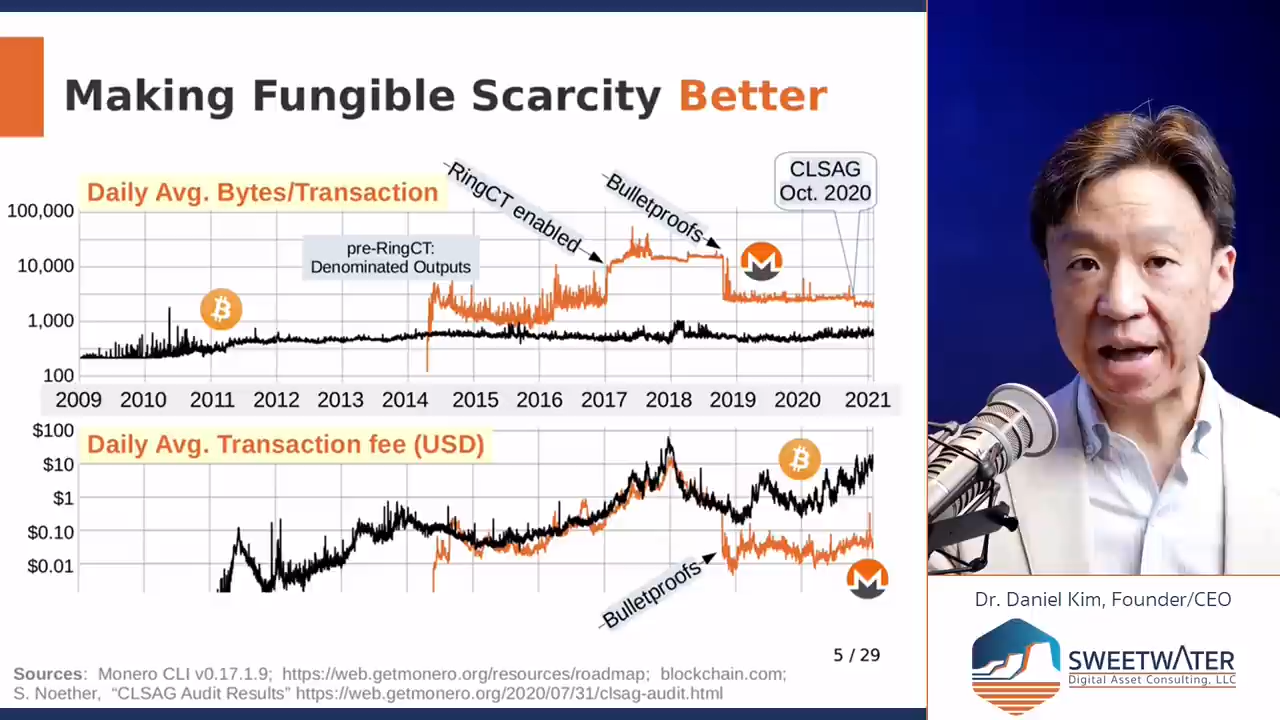 Making Fungible Scarcity Better
Daily Avg. Bytes/Transaction
RingCT enabled
Bulletproofs
CLSAG
Oct. 2020
pre-RingCT:
Denominated Outputs
100,000
10,000
1,000
100
2009 2010 2011 2012 2013 2014 2015 2016 2017 2018 2019 2020 2021
Daily Avg. Transaction fee (USD)
$100
$10
$1
$0.10
$0.01
Bulletproofs
5 / 29
Sources: Monero CLI v0.17.1.9; https://web.getmonero.org/resources/roadmap; blockchain.com;
S. Noether, “CLSAG Audit Results” https://web.getmonero.org/2020/07/31/clsag-audit.html
Dr. Daniel Kim, Founder/CEO
SWEETWATER
Digital Asset Consulting, LLC